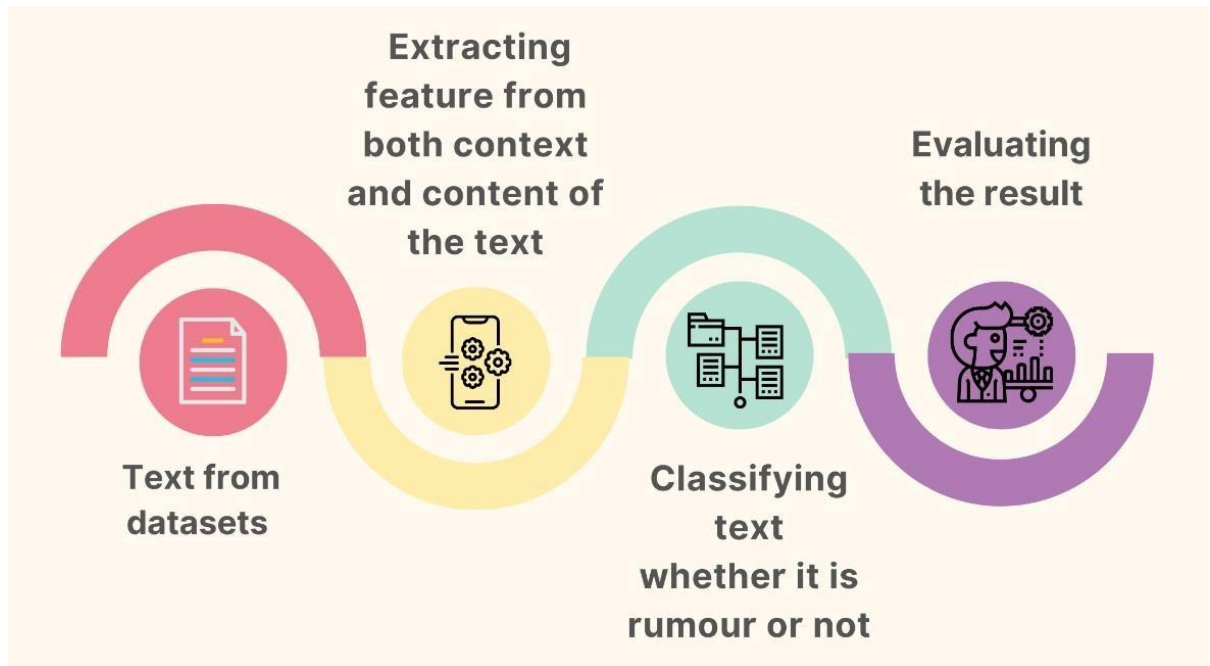 Text from
datasets
Extracting
feature from
both context
and content of
the text
Classifying
text
whether it is
rumour or not
Evaluating
the result